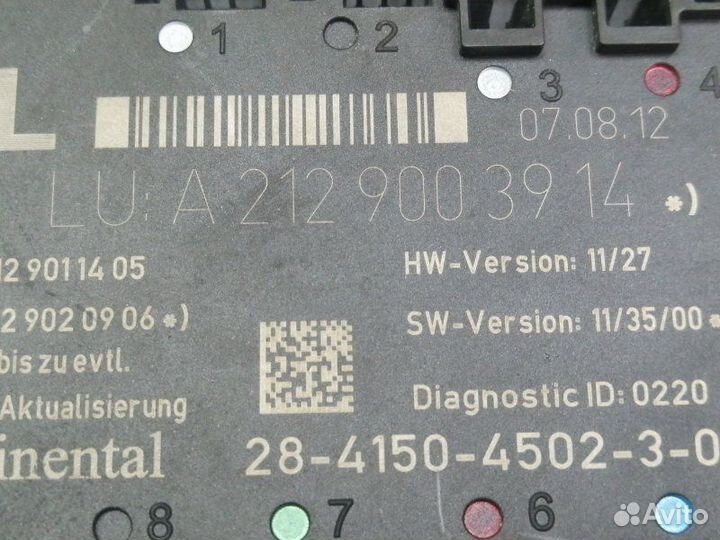 1 2
3 4
L
07.08.12
LU: A 212 900 39 14 *)
12 901 14 05
HW-Version: 11/27
2 902 09 06 *)
SW-Version: 11/35/00 *
bis zu evtl.
Aktualisierung
Diagnostic ID: 0220
inental
28-4150-4502-3-0
8 7 6
Avito